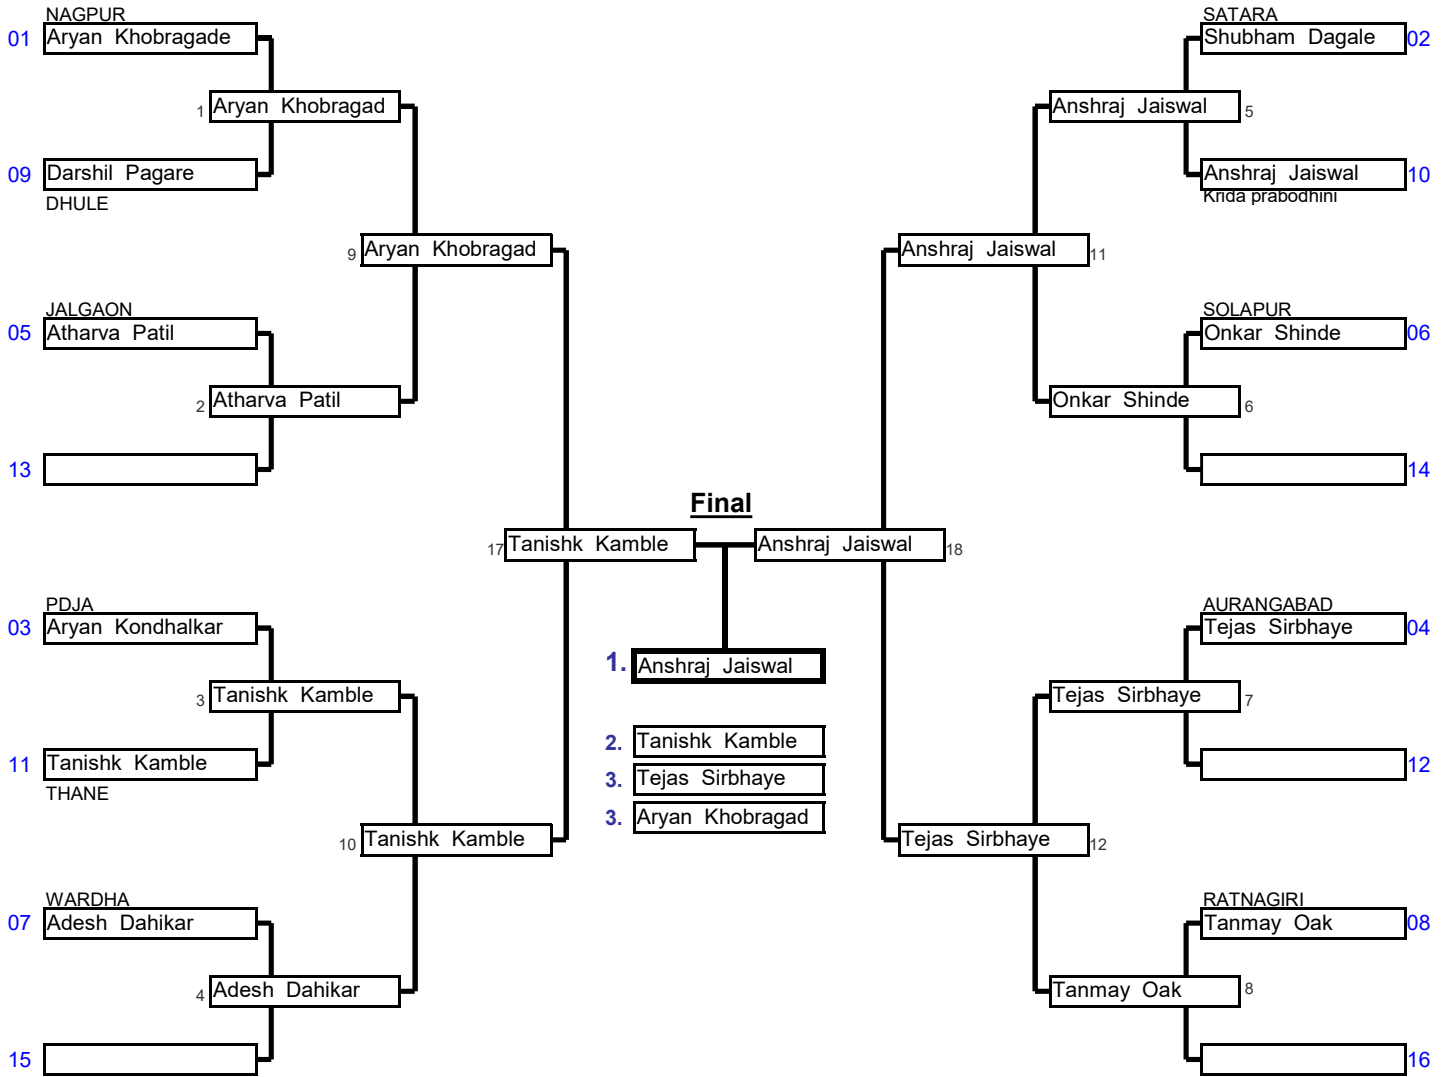 NAGPUR
01 Aryan Khobragade
1 Aryan Khobragad
09 Darshil Pagare
DHULE
9 Aryan Khobragad
JALGAON
05 Atharva Patil
2 Atharva Patil
13
17 Tanishk Kamble
PDJA
03 Aryan Kondhalkar
3 Tanishk Kamble
11 Tanishk Kamble
THANE
10 Tanishk Kamble
WARDHA
07 Adesh Dahikar
4 Adesh Dahikar
15
Final
1. Anshraj Jaiswal
2. Tanishk Kamble
3. Tejas Sirbhaye
3. Aryan Khobragad
SATARA
Shubham Dagale 02
Anshraj Jaiswal 5
Anshraj Jaiswal 10
Krida prabodhini
Anshraj Jaiswal 11
SOLAPUR
Onkar Shinde 06
Onkar Shinde 6
14
Anshraj Jaiswal 18
AURANGABAD
Tejas Sirbhaye 04
Tejas Sirbhaye 7
12
Tejas Sirbhaye 12
RATNAGIRI
Tanmay Oak 08
Tanmay Oak 8
16